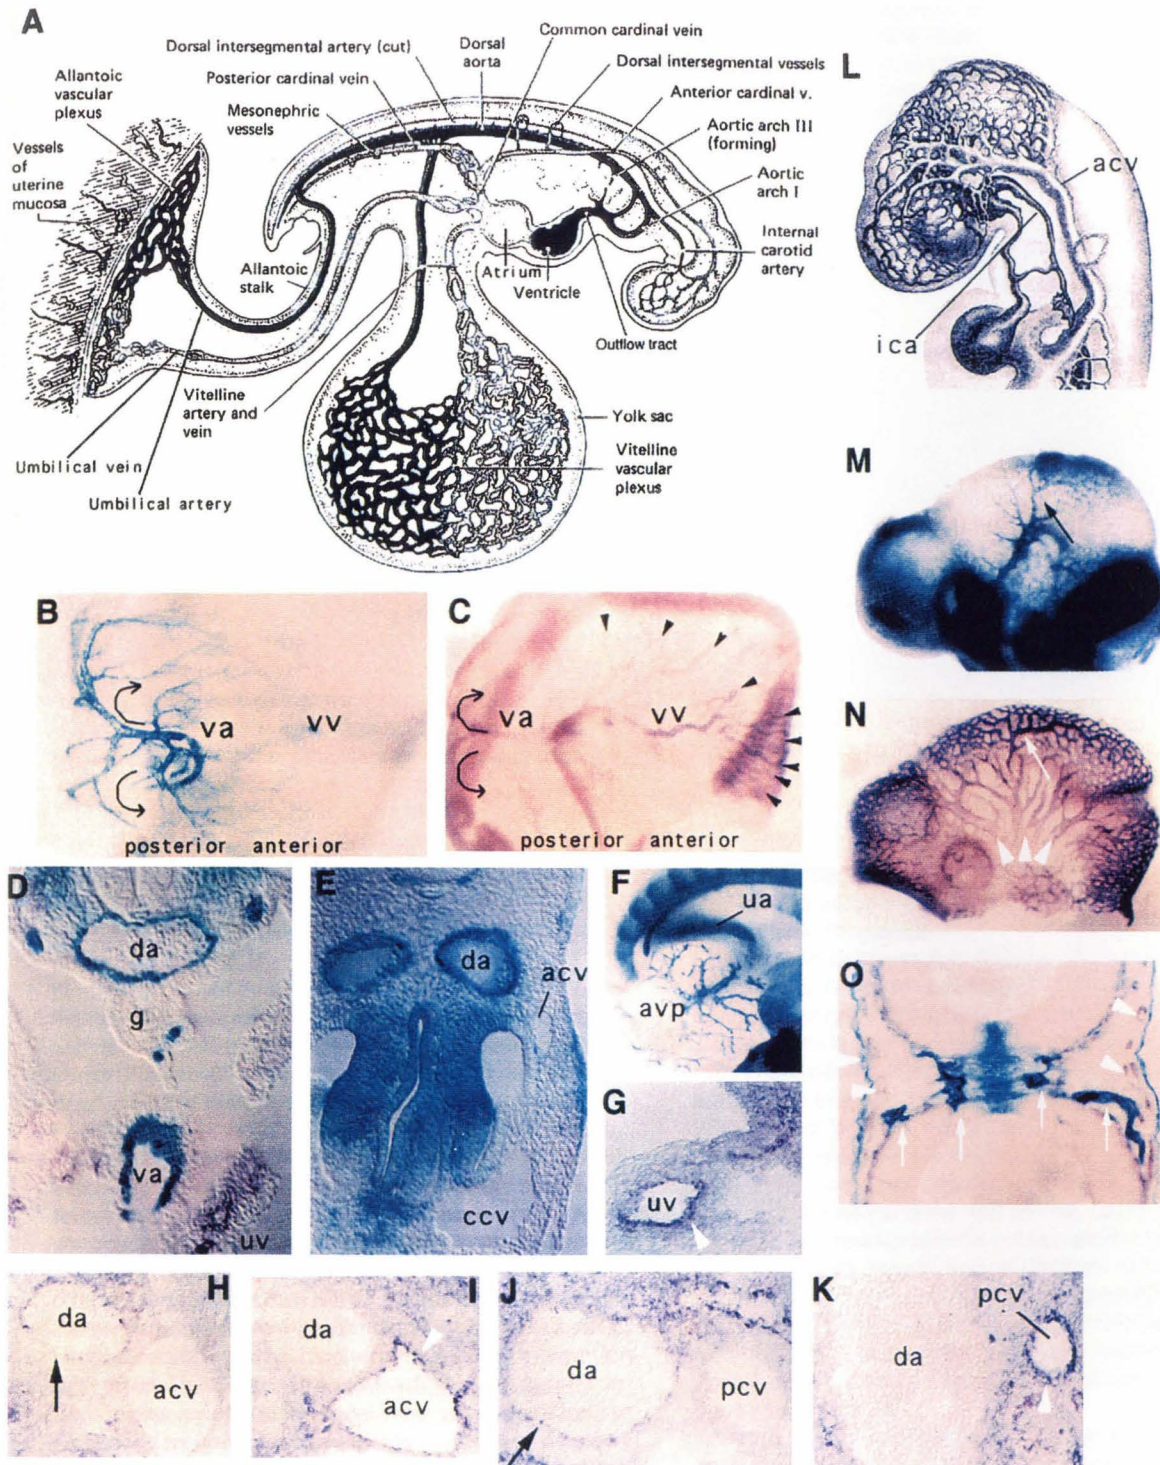 A
Dorsal intersegmental artery (cut)
Dorsal
aorta
Common cardinal vein
Allantoic
vascular
plexus
Posterior cardinal vein
Dorsal intersegmental vessels
Mesonephric
vessels
Anterior cardinal v.
Vessels
of
uterine
mucosa
Aortic arch III
(forming)
Aortic
arch I
Allantoic
stalk
Atrium
Ventricle
Internal
carotid
artery
Outflow tract
Vitelline
artery and
vein
Yolk sac
Umbilical vein
Vitelline
vascular
plexus
Umbilical artery
L
acv
ica
M
B
va
vv
posterior anterior
C
va
vv
posterior anterior
N
D
da
g
va
uv
E
da
acv
ccv
F
ua
avp
G
uv
O
H
da
acv
I
da
acv
J
da
pcv
K
pcv
da